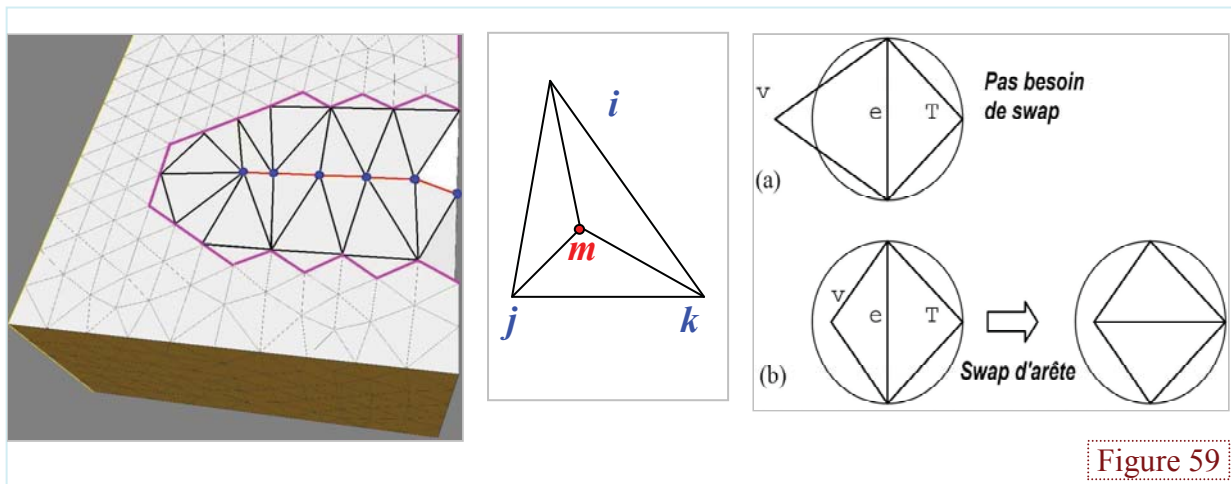 i
m
j
k
v
e
T
Pas besoin
de swap
(a)
v
e
T
(b)
Swap d'arête
Figure 59